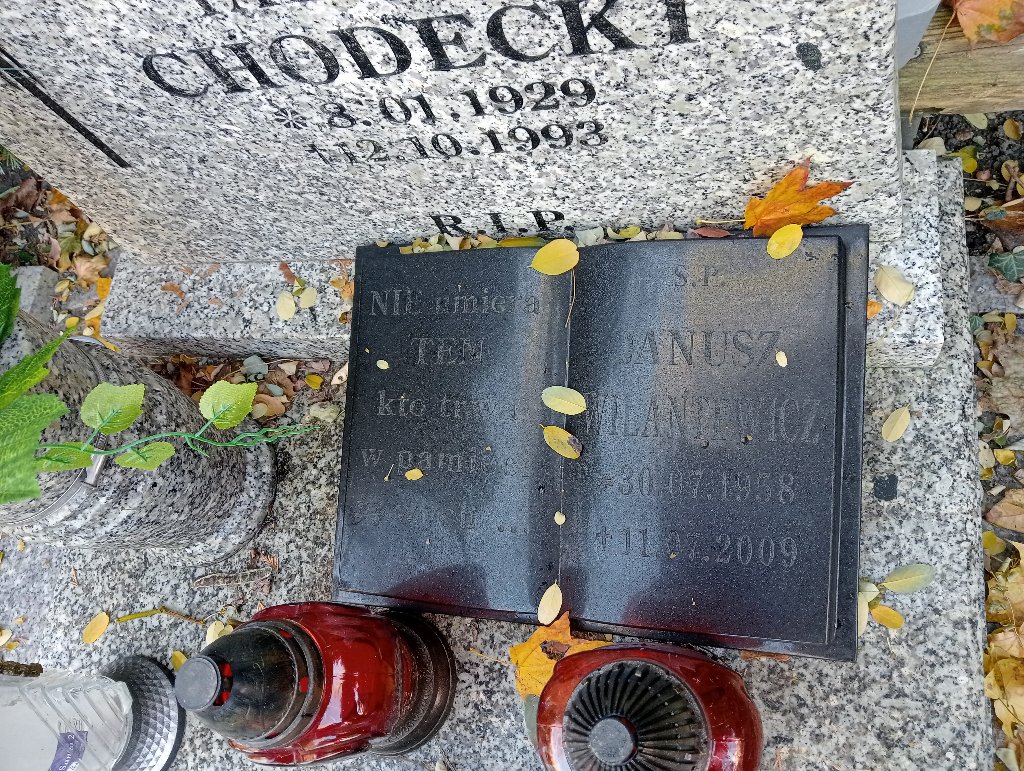 CHODECKI
* 8.01.1929
†12.10.1993
R.I.P.
NIE umiera
TEN
kto trwa
w
Ś.P.
JANUSZ
*30.07.1958
†11.07.2009